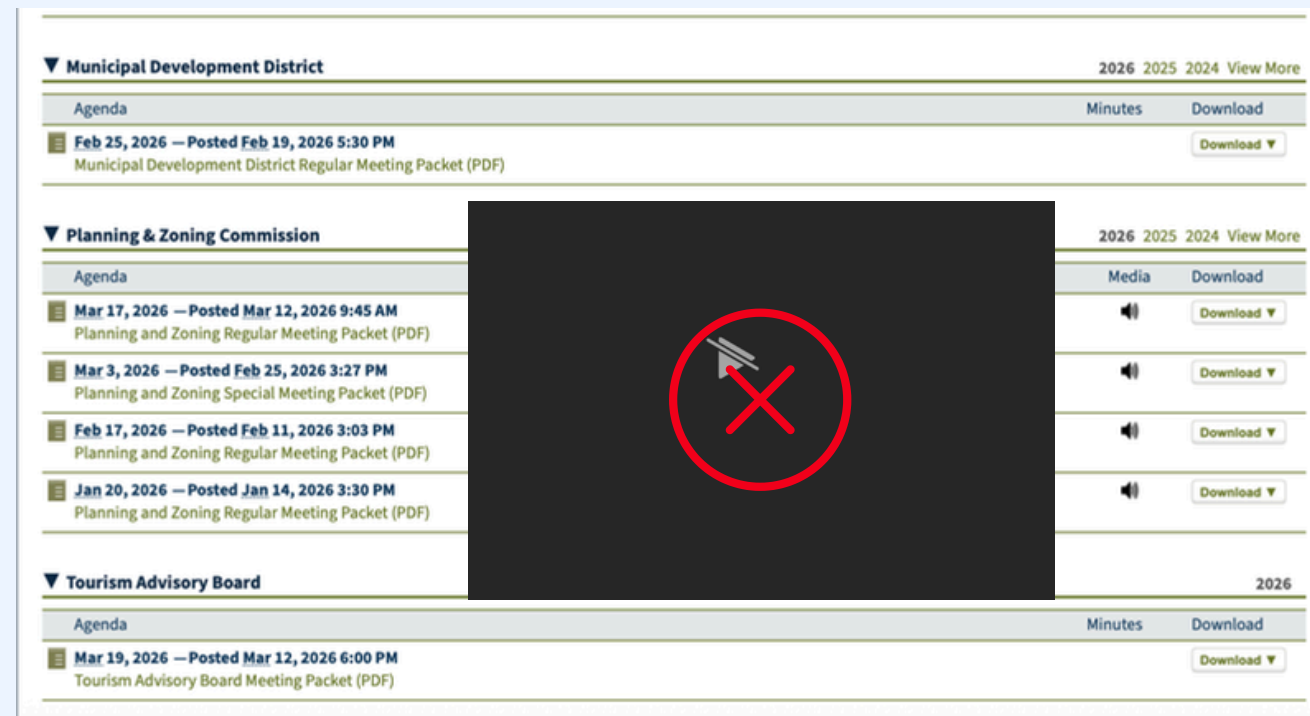 ▼ Municipal Development District 2026 2025 2024 View More
Agenda Minutes Download
Feb 25, 2026 — Posted Feb 19, 2026 5:30 PM Download ▼
Municipal Development District Regular Meeting Packet (PDF)
▼ Planning & Zoning Commission 2026 2025 2024 View More
Agenda Media Download
Mar 17, 2026 — Posted Mar 12, 2026 9:45 AM Download ▼
Planning and Zoning Regular Meeting Packet (PDF)
Mar 3, 2026 — Posted Feb 25, 2026 3:27 PM Download ▼
Planning and Zoning Special Meeting Packet (PDF)
Feb 17, 2026 — Posted Feb 11, 2026 3:03 PM Download ▼
Planning and Zoning Regular Meeting Packet (PDF)
Jan 20, 2026 — Posted Jan 14, 2026 3:30 PM Download ▼
Planning and Zoning Regular Meeting Packet (PDF)
▼ Tourism Advisory Board 2026
Agenda Minutes Download
Mar 19, 2026 — Posted Mar 12, 2026 6:00 PM Download ▼
Tourism Advisory Board Meeting Packet (PDF)